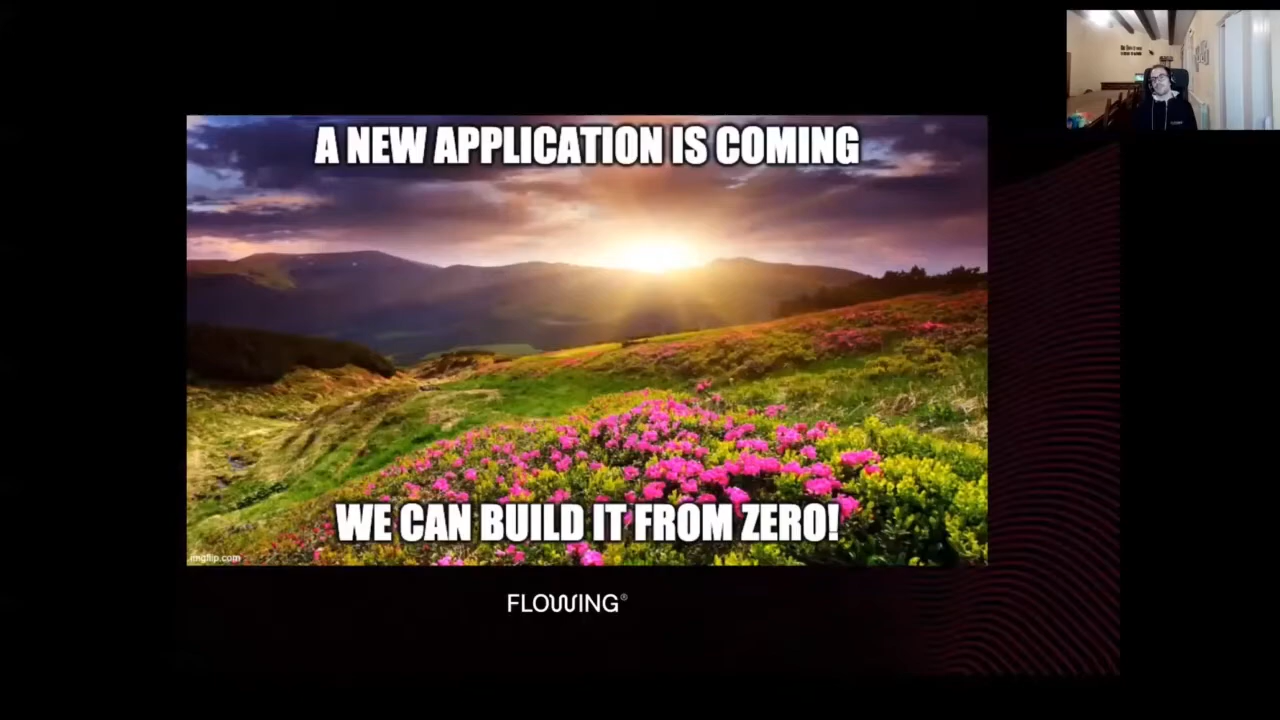 A NEW APPLICATION IS COMING
WE CAN BUILD IT FROM ZERO!
imgflip.com
FLOWING®